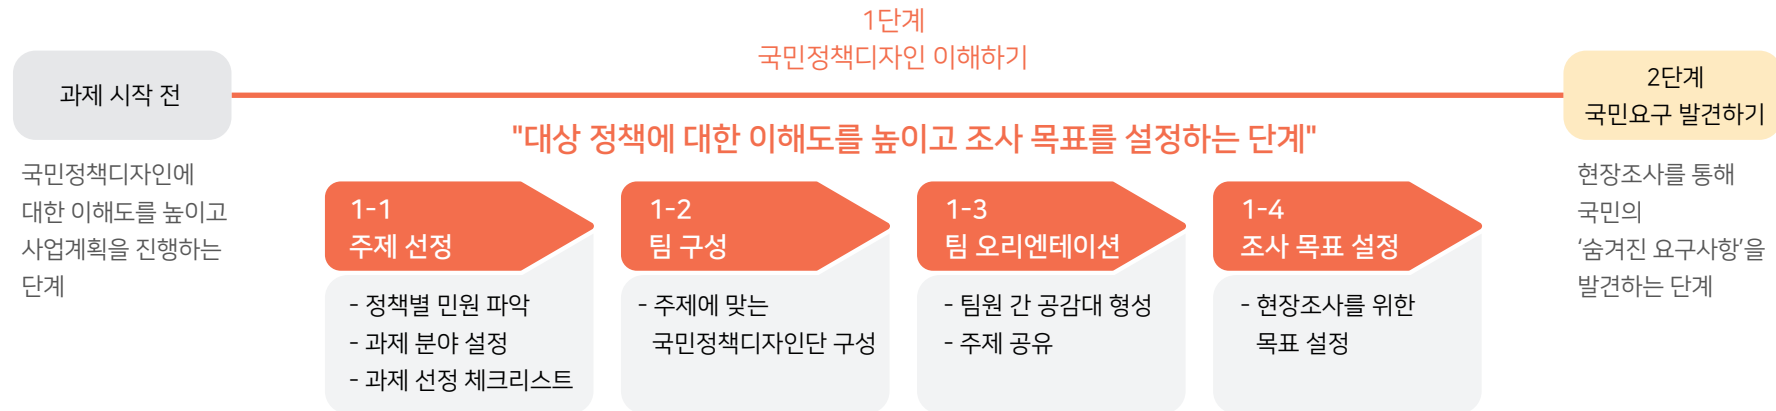 1단계
국민정책디자인 이해하기
과제 시작 전
국민정책디자인에
대한 이해도를 높이고
사업계획을 진행하는
단계
"대상 정책에 대한 이해도를 높이고 조사 목표를 설정하는 단계"
1-1
주제 선정
- 정책별 민원 파악
- 과제 분야 설정
- 과제 선정 체크리스트
1-2
팀 구성
- 주제에 맞는
국민정책디자인단 구성
1-3
팀 오리엔테이션
- 팀원 간 공감대 형성
- 주제 공유
1-4
조사 목표 설정
- 현장조사를 위한
목표 설정
2단계
국민요구 발견하기
현장조사를 통해
국민의
‘숨겨진 요구사항’을
발견하는 단계